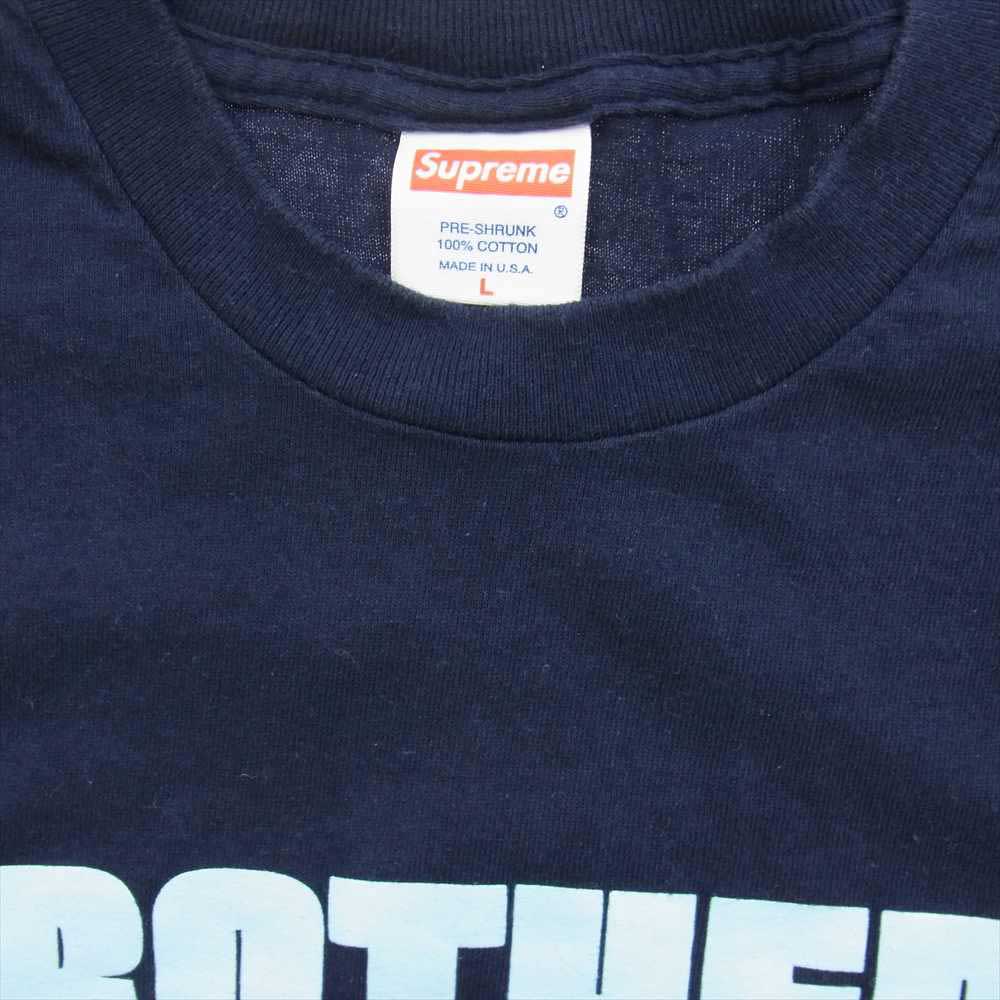 Supreme
®
PRE-SHRUNK
100% COTTON
MADE IN U.S.A.
L